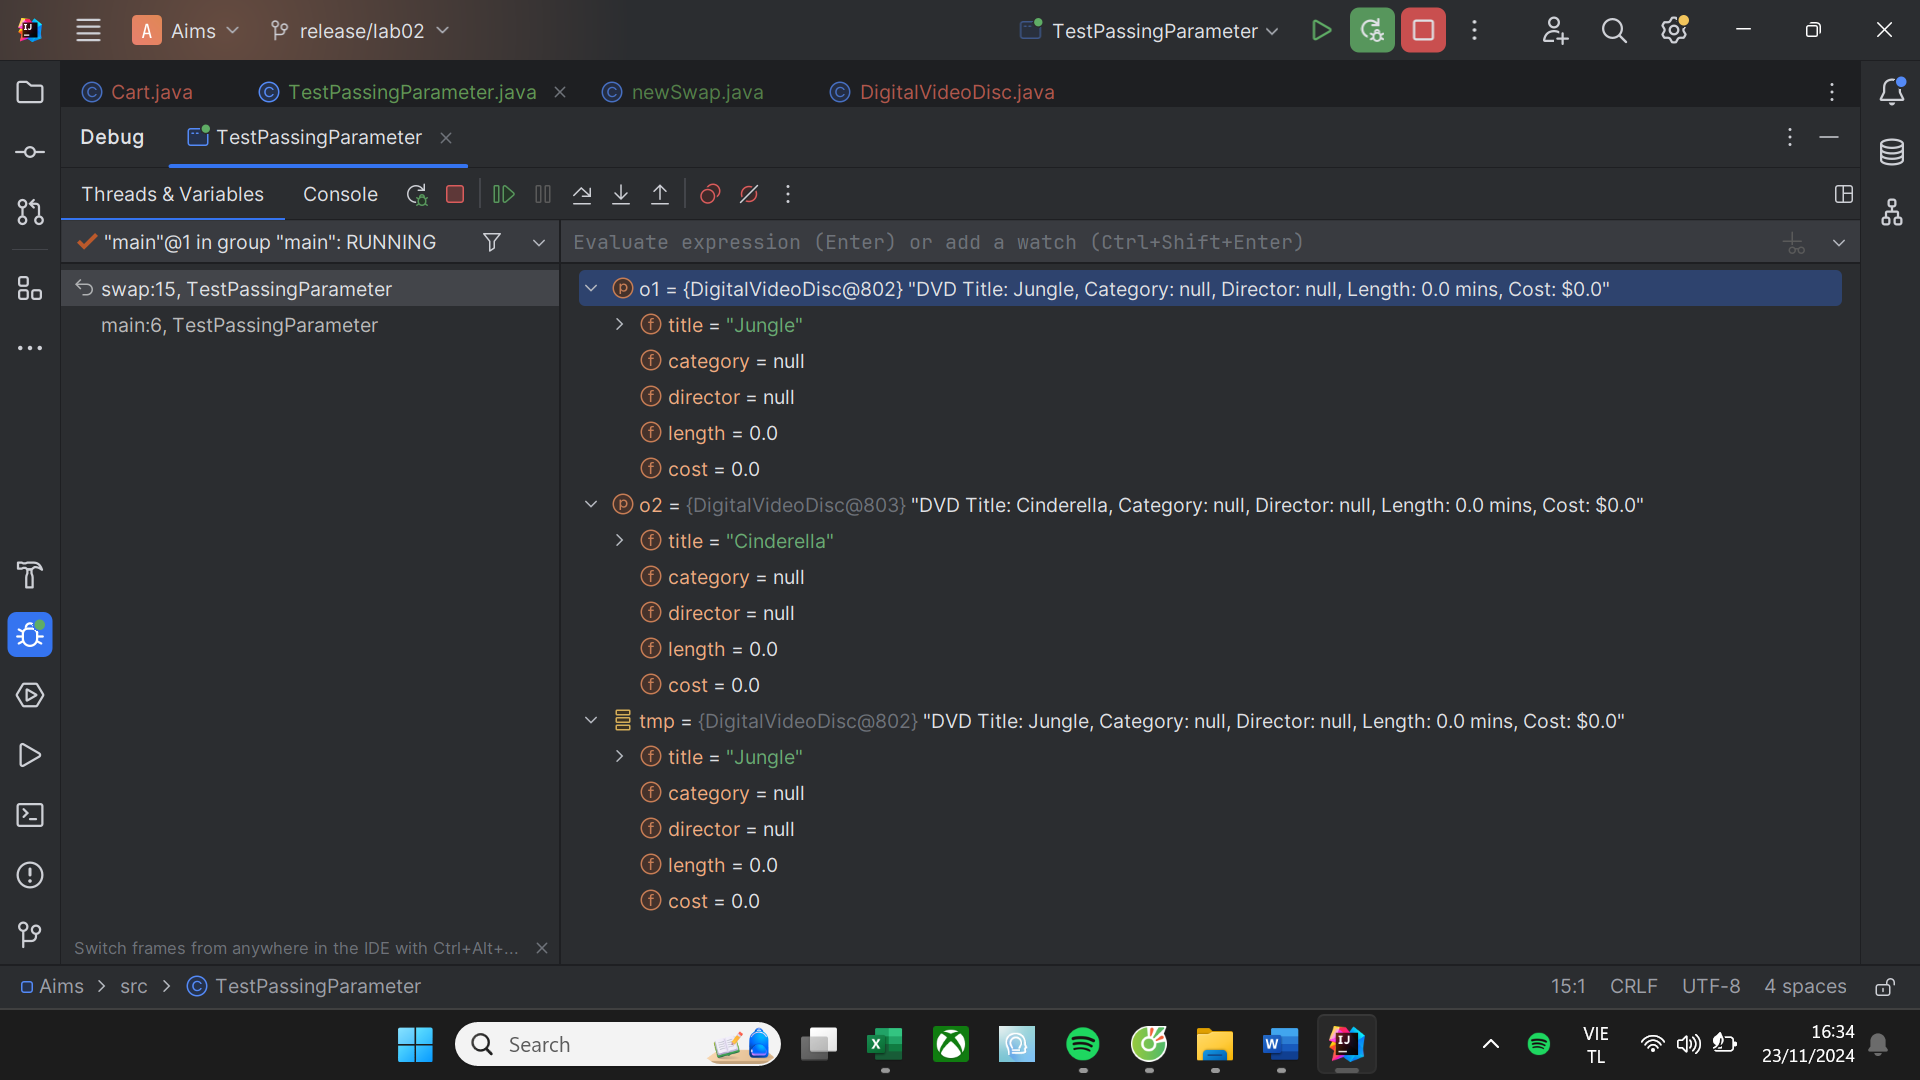 A Aims release/lab02 TestPassingParameter
Cart.java TestPassingParameter.java newSwap.java DigitalVideoDisc.java
Debug TestPassingParameter
Threads & Variables Console
"main"@1 in group "main": RUNNING Evaluate expression (Enter) or add a watch (Ctrl+Shift+Enter)
swap:15, TestPassingParameter
main:6, TestPassingParameter
o1 = {DigitalVideoDisc@802} "DVD Title: Jungle, Category: null, Director: null, Length: 0.0 mins, Cost: $0.0"
title = "Jungle"
category = null
director = null
length = 0.0
cost = 0.0
o2 = {DigitalVideoDisc@803} "DVD Title: Cinderella, Category: null, Director: null, Length: 0.0 mins, Cost: $0.0"
title = "Cinderella"
category = null
director = null
length = 0.0
cost = 0.0
tmp = {DigitalVideoDisc@802} "DVD Title: Jungle, Category: null, Director: null, Length: 0.0 mins, Cost: $0.0"
title = "Jungle"
category = null
director = null
length = 0.0
cost = 0.0
Switch frames from anywhere in the IDE with Ctrl+Alt+...
Aims > src > TestPassingParameter 15:1 CRLF UTF-8 4 spaces
Search VIE 16:34
TL 23/11/2024